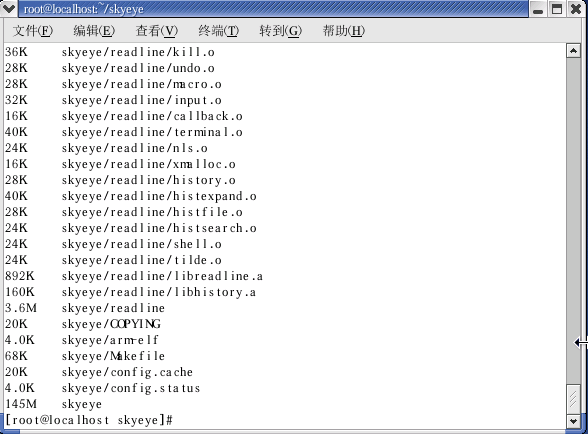 root@localhost:~/skyeye
文件(F) 编辑(E) 查看(V) 终端(T) 转到(G) 帮助(H)
36K skyeye/readline/kill.o
28K skyeye/readline/undo.o
28K skyeye/readline/macro.o
32K skyeye/readline/input.o
16K skyeye/readline/callback.o
40K skyeye/readline/terminal.o
24K skyeye/readline/nls.o
16K skyeye/readline/xmalloc.o
28K skyeye/readline/history.o
40K skyeye/readline/histexpand.o
28K skyeye/readline/histfile.o
24K skyeye/readline/histsearch.o
24K skyeye/readline/shell.o
24K skyeye/readline/tilde.o
892K skyeye/readline/libreadline.a
160K skyeye/readline/libhistory.a
3.6M skyeye/readline
20K skyeye/COPYING
4.0K skyeye/arm-elf
68K skyeye/Makefile
20K skyeye/config.cache
4.0K skyeye/config.status
145M skyeye
[root@localhost skyeye]#